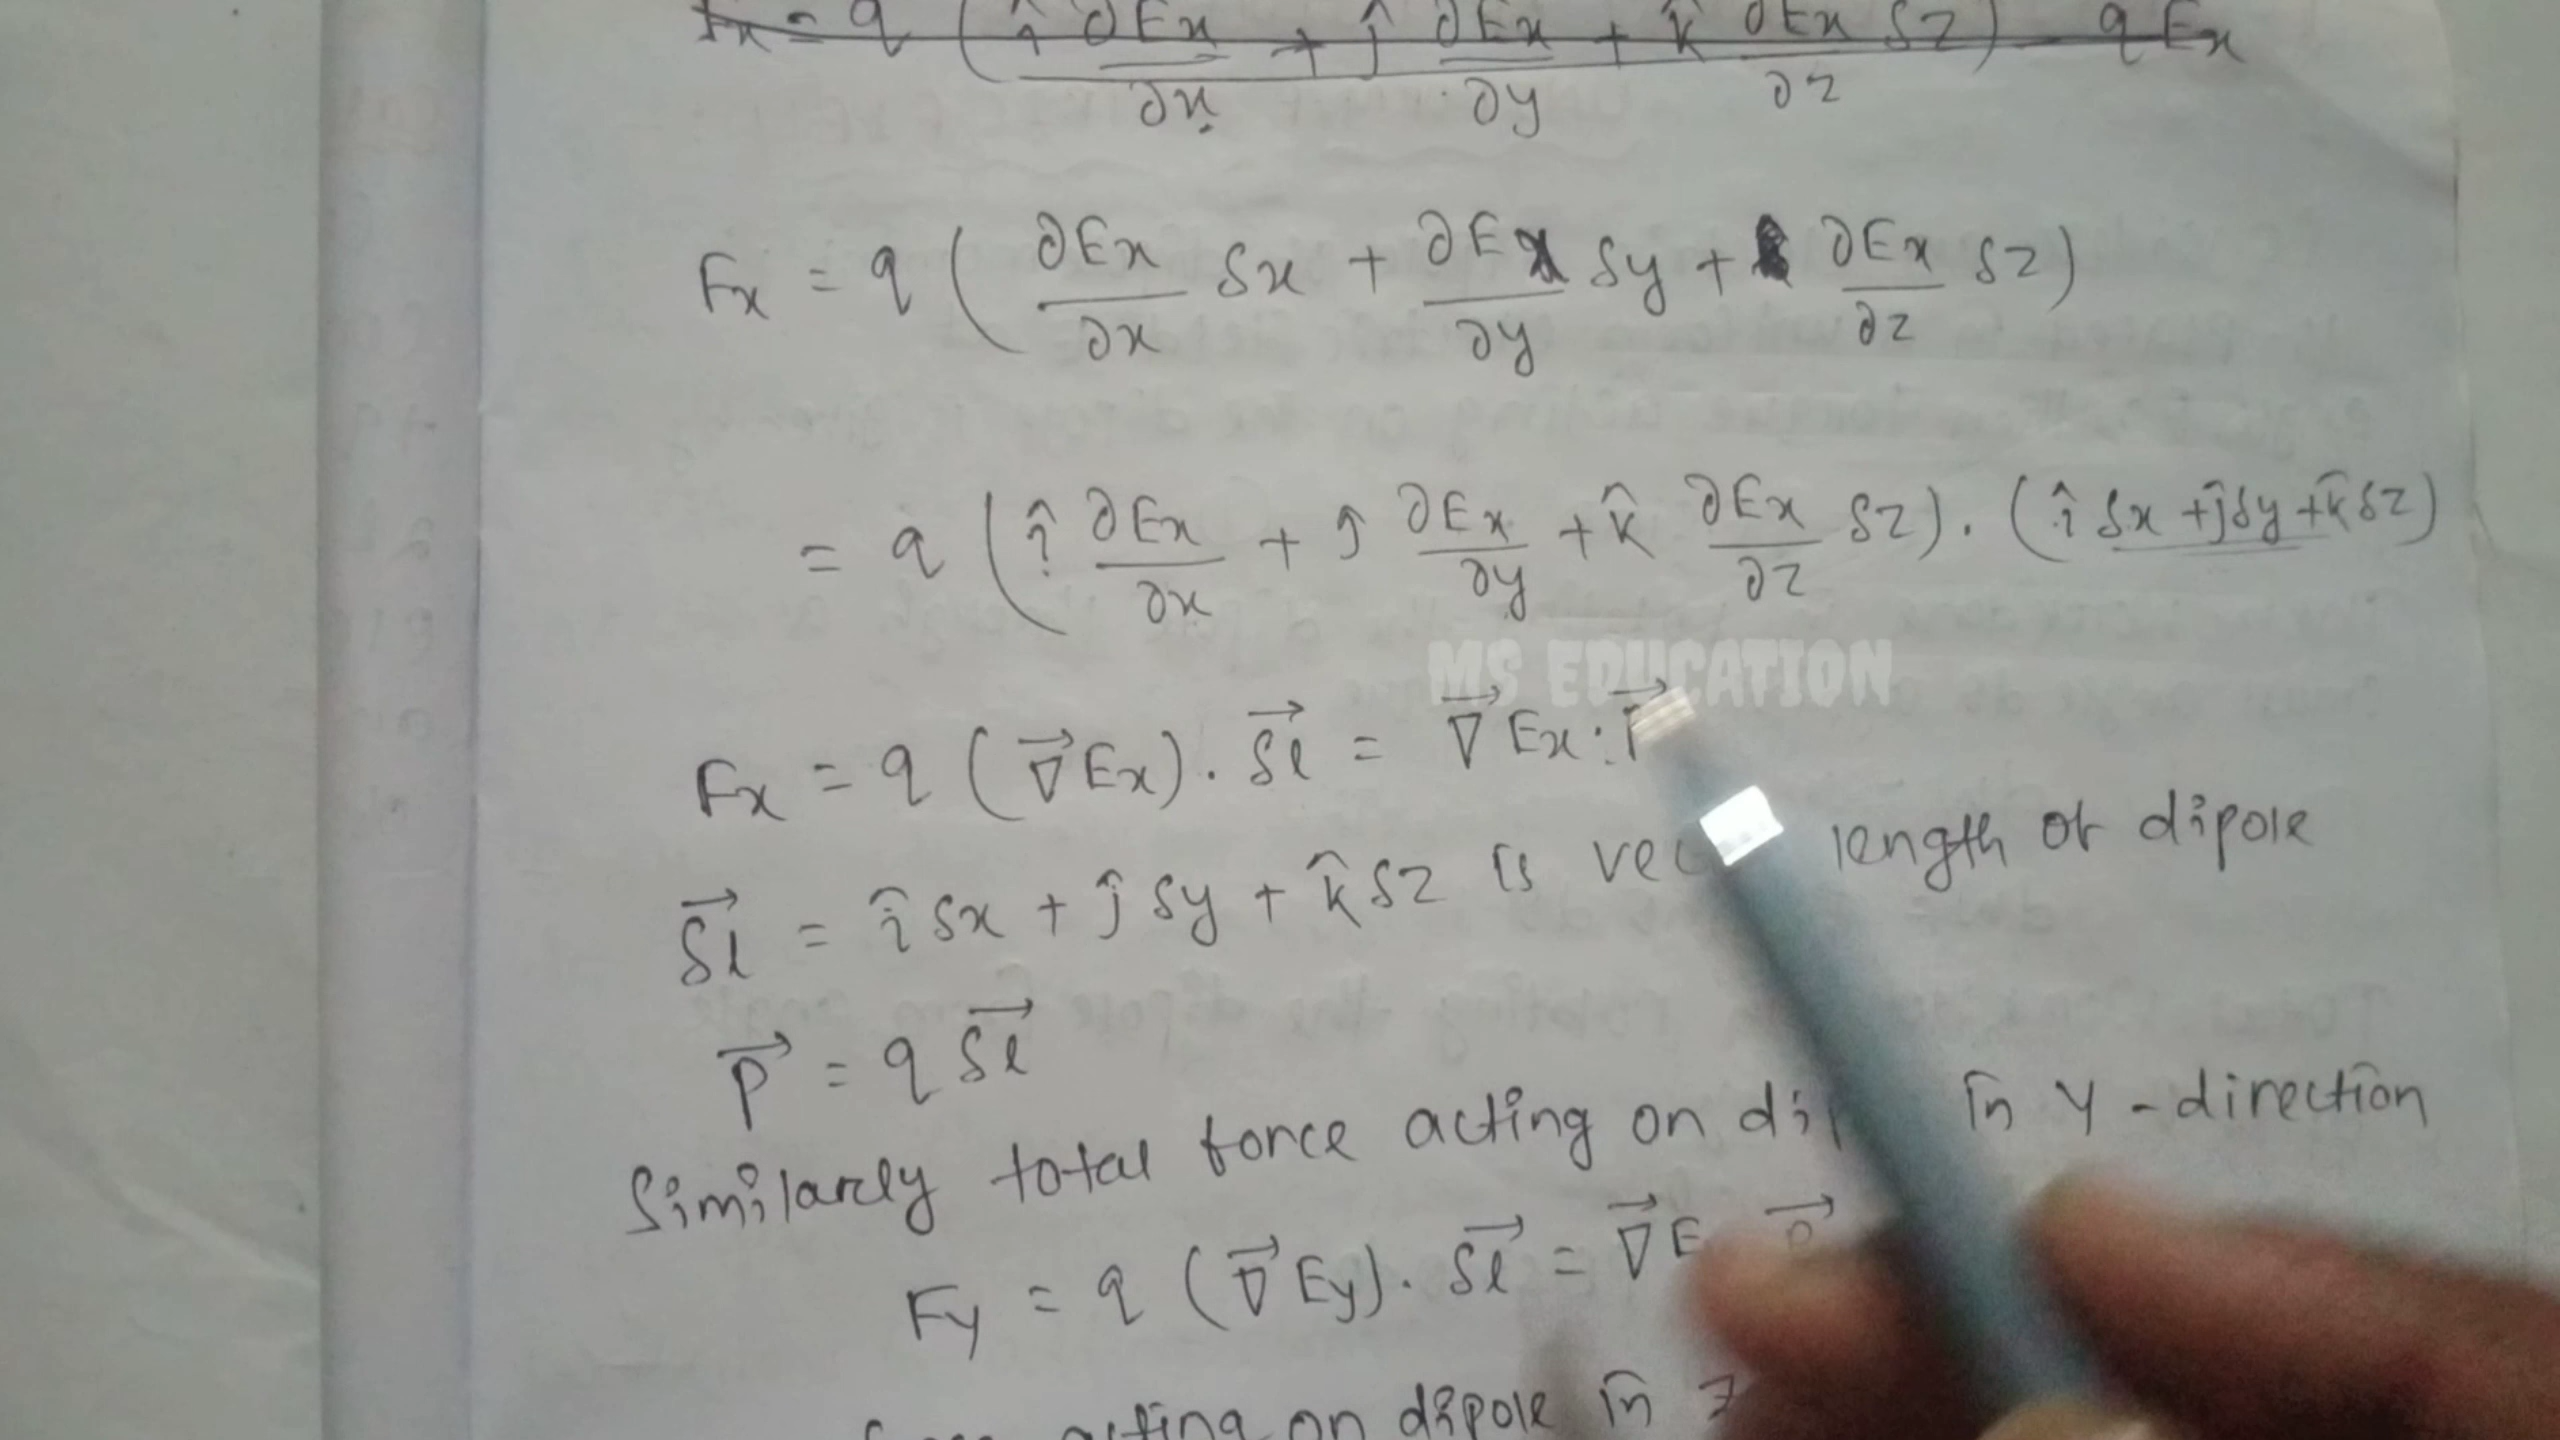 Fx = q (î ∂Ex/∂x + ĵ ∂Ex/∂y + k̂ ∂Ex/∂z δz) - qEx
Fx = q (∂Ex/∂x δx + ∂Ex/∂y δy + ∂Ex/∂z δz)
= q (î ∂Ex/∂x + ĵ ∂Ex/∂y + k̂ ∂Ex/∂z δz) . (î δx + ĵ δy + k̂ δz)
MS EDUCATION
Fx = q (∇⃗ Ex) . δl⃗ = ∇⃗ Ex .
δl⃗ = î δx + ĵ δy + k̂ δz is length of dipole
P⃗ = q δl⃗
Similarly total force acting on in Y - direction
Fy = q (∇⃗ Ey) . δl⃗ = ∇⃗ E
acting on dipole in z